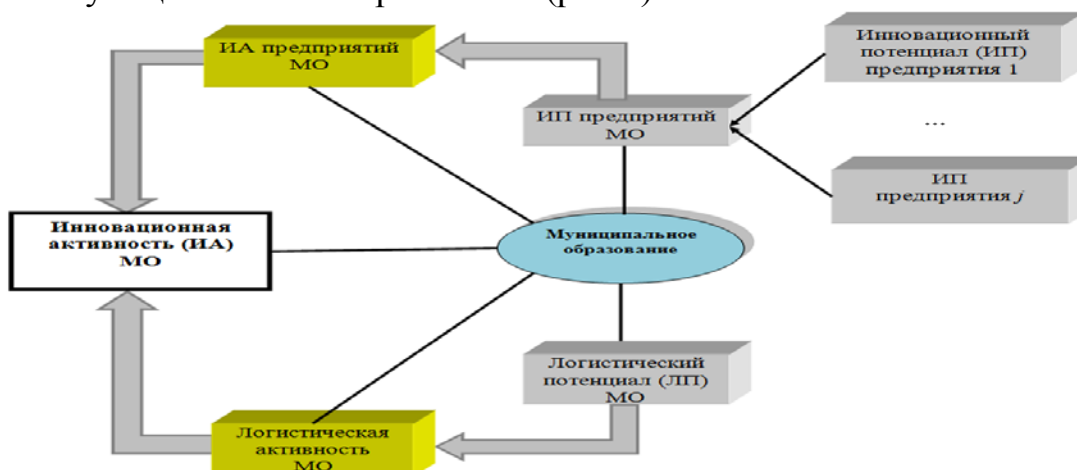 ИА предприятий
МО
Инновационный
потенциал (ИП)
предприятия 1
ИП предприятий
МО
...
ИП
предприятия j
Инновационная
активность (ИА)
МО
Муниципальное
образование
Логистический
потенциал (ЛП)
МО
Логистическая
активность
МО